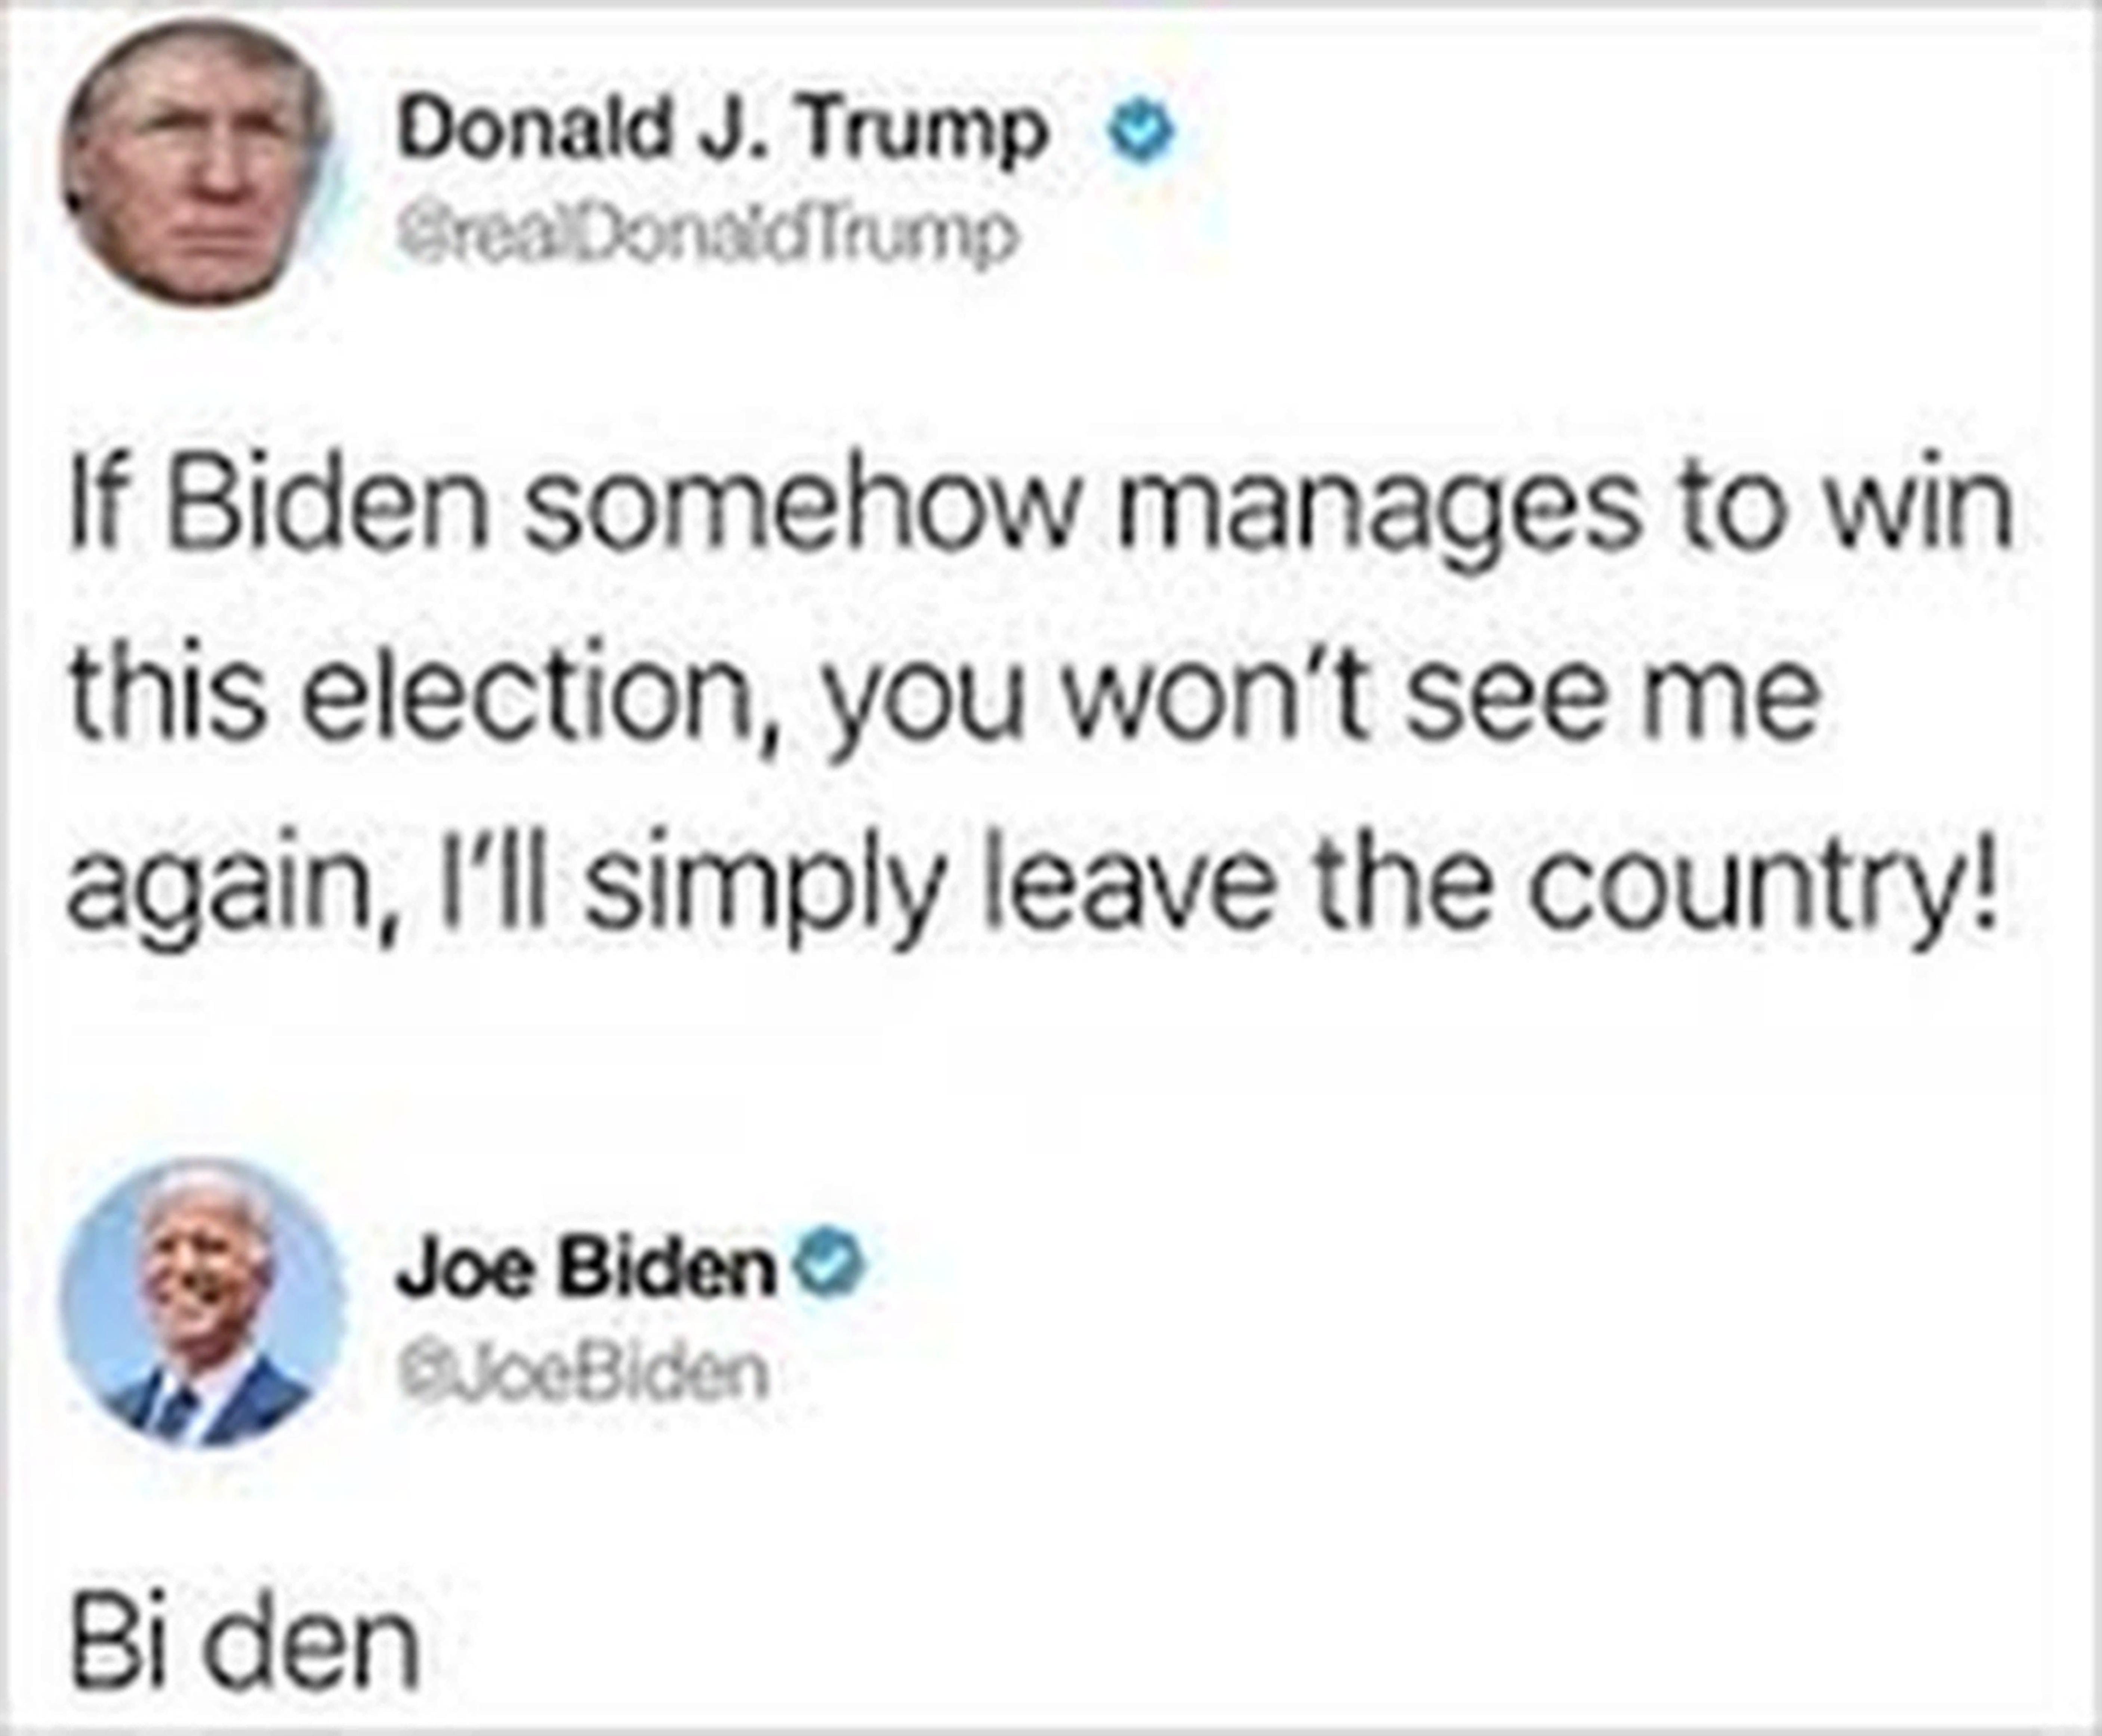 Donald J. Trump
@realDonaldTrump
If Biden somehow manages to win
this election, you won’t see me
again, I’ll simply leave the country!
Joe Biden
@JoeBiden
Bi den